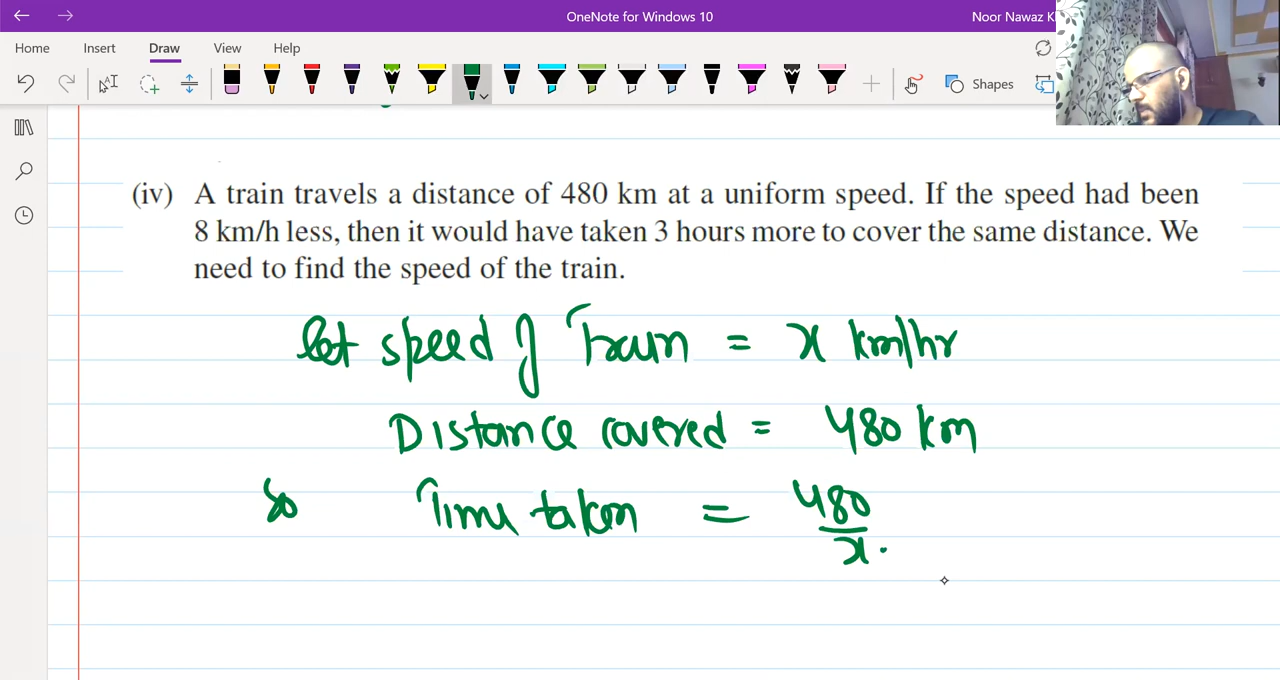 OneNote for Windows 10
Noor Nawaz K
Home Insert Draw View Help
Shapes
(iv) A train travels a distance of 480 km at a uniform speed. If the speed had been
8 km/h less, then it would have taken 3 hours more to cover the same distance. We
need to find the speed of the train.
let speed of Train = x km/hr
Distance covered = 480 km
So Time taken = 480/x.